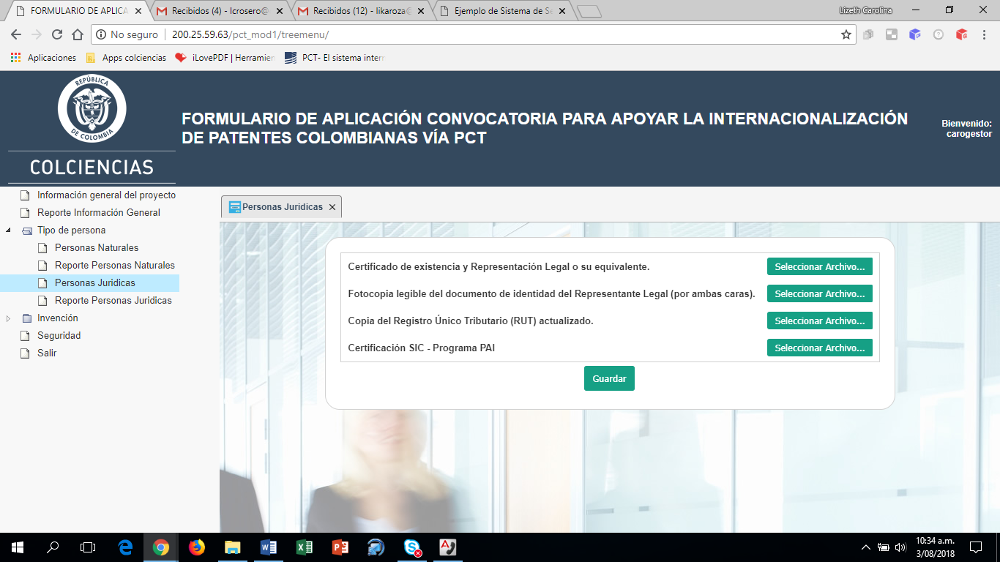 FORMULARIO DE APLICA
Recibidos (4) - lcrosero@
Recibidos (12) - likaroza@
Ejemplo de Sistema de Se
Lizeth Carolina
No seguro
200.25.59.63/pct_mod1/treemenu/
Aplicaciones
Apps colciencias
iLovePDF | Herramien
PCT- El sistema intern
REPÚBLICA
DE COLOMBIA
COLCIENCIAS
FORMULARIO DE APLICACIÓN CONVOCATORIA PARA APOYAR LA INTERNACIONALIZACIÓN
DE PATENTES COLOMBIANAS VÍA PCT
Bienvenido:
carogestor
Información general del proyecto
Reporte Información General
Tipo de persona
Personas Naturales
Reporte Personas Naturales
Personas Juridicas
Reporte Personas Juridicas
Invención
Seguridad
Salir
Personas Juridicas
Certificado de existencia y Representación Legal o su equivalente.
Seleccionar Archivo...
Fotocopia legible del documento de identidad del Representante Legal (por ambas caras).
Seleccionar Archivo...
Copia del Registro Único Tributario (RUT) actualizado.
Seleccionar Archivo...
Certificación SIC - Programa PAI
Seleccionar Archivo...
Guardar
10:34 a.m.
3/08/2018